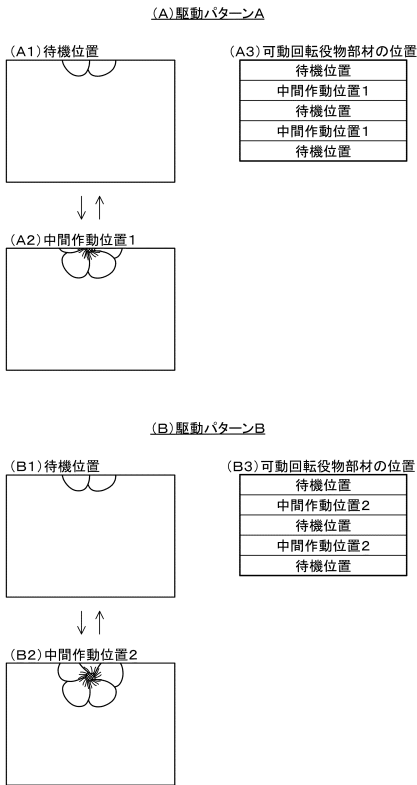 (A)駆動パターンA
(A1)待機位置
(A3)可動回転役物部材の位置
待機位置
中間作動位置1
待機位置
中間作動位置1
待機位置
(A2)中間作動位置1
(B)駆動パターンB
(B1)待機位置
(B3)可動回転役物部材の位置
待機位置
中間作動位置2
待機位置
中間作動位置2
待機位置
(B2)中間作動位置2